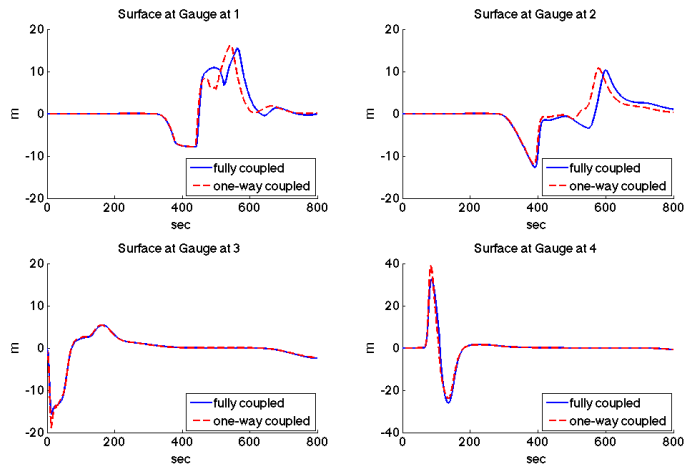 Surface at Gauge at 1
20
10
0
-10
-20
m
0 200 400 600 800
sec
fully coupled
one-way coupled
Surface at Gauge at 2
20
10
0
-10
-20
m
0 200 400 600 800
sec
fully coupled
one-way coupled
Surface at Gauge at 3
20
10
0
-10
-20
-30
-40
m
0 200 400 600 800
sec
fully coupled
one-way coupled
Surface at Gauge at 4
40
20
0
-20
-40
m
0 200 400 600 800
sec
fully coupled
one-way coupled